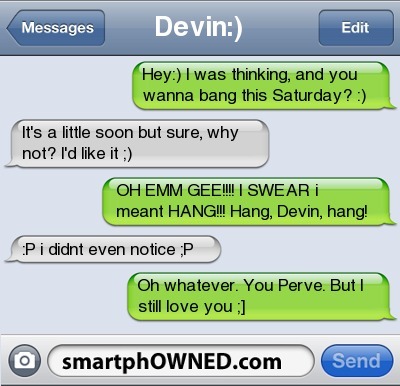 Messages
Devin:)
Edit
Hey:) I was thinking, and you
wanna bang this Saturday? :)
It's a little soon but sure, why
not? I'd like it ;)
OH EMM GEE!!!! I SWEAR i
meant HANG!!! Hang, Devin, hang!
:P i didnt even notice ;P
Oh whatever. You Perve. But I
still love you ;]
smartphOWNED.com
Send